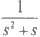 1
s² + s